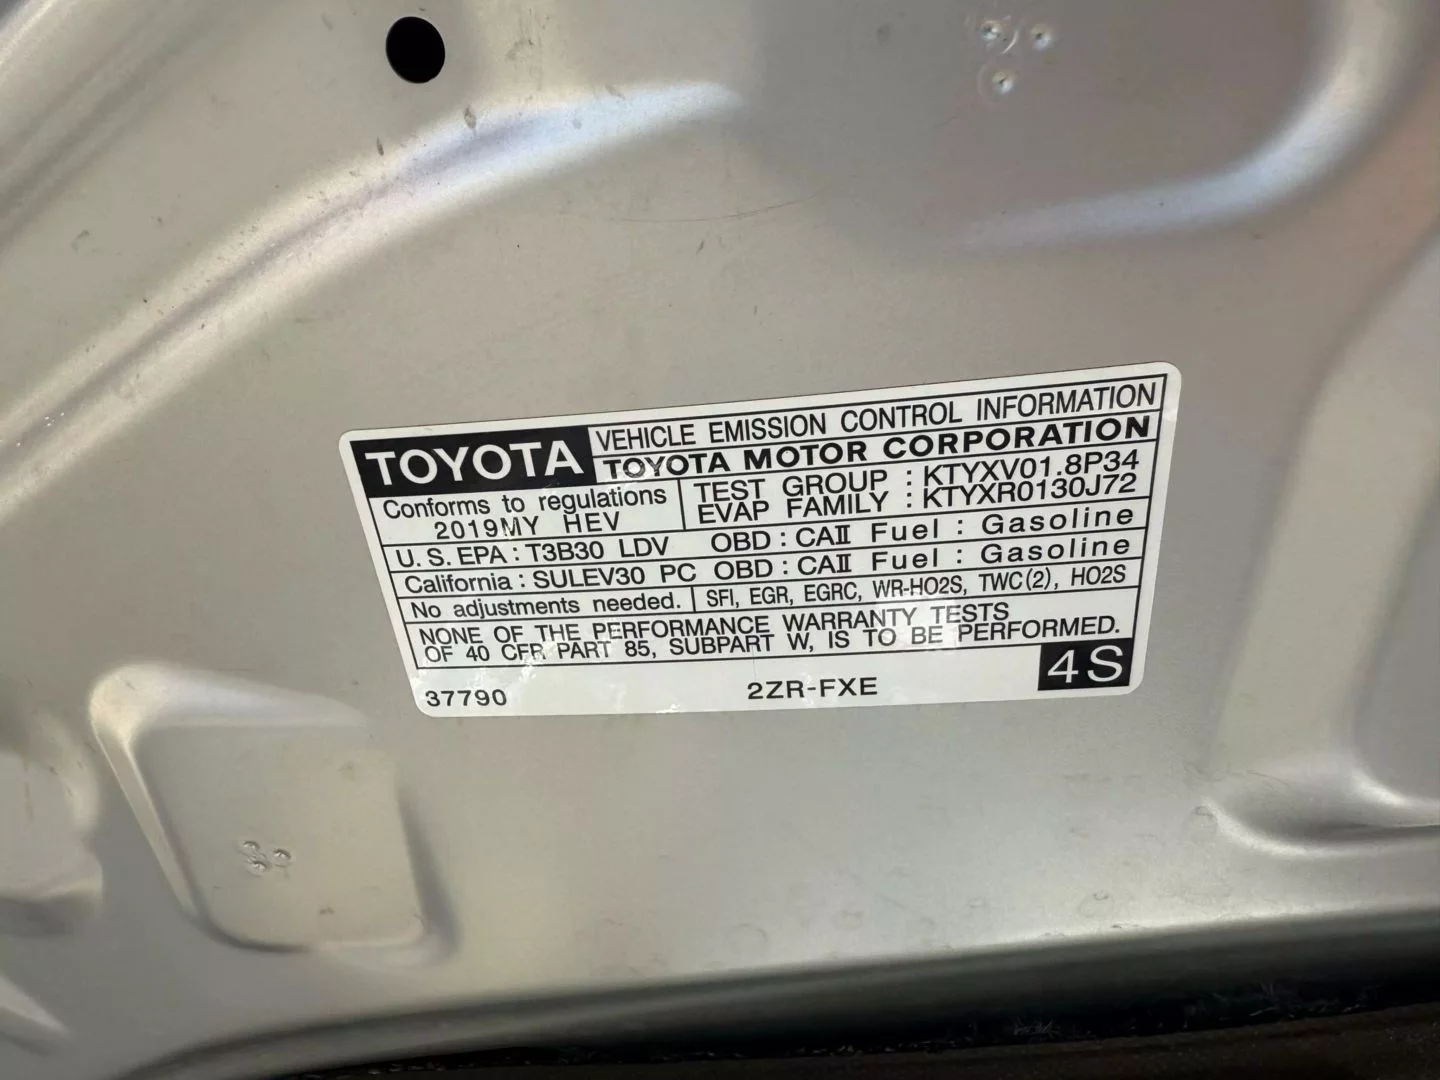 TOYOTA VEHICLE EMISSION CONTROL INFORMATION
TOYOTA MOTOR CORPORATION
Conforms to regulations
2019MY HEV
TEST GROUP : KTYXV01.8P34
EVAP FAMILY : KTYXR0130J72
U.S. EPA : T3B30 LDV OBD : CAⅡ Fuel : Gasoline
California : SULEV30 PC OBD : CAⅡ Fuel : Gasoline
No adjustments needed. SFI, EGR, EGRC, WR-HO2S, TWC(2), HO2S
NONE OF THE PERFORMANCE WARRANTY TESTS
OF 40 CFR PART 85, SUBPART W, IS TO BE PERFORMED.
37790 2ZR-FXE 4S